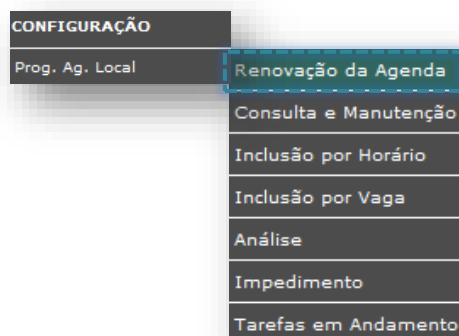 CONFIGURAÇÃO
Prog. Ag. Local
Renovação da Agenda
Consulta e Manutenção
Inclusão por Horário
Inclusão por Vaga
Análise
Impedimento
Tarefas em Andamento